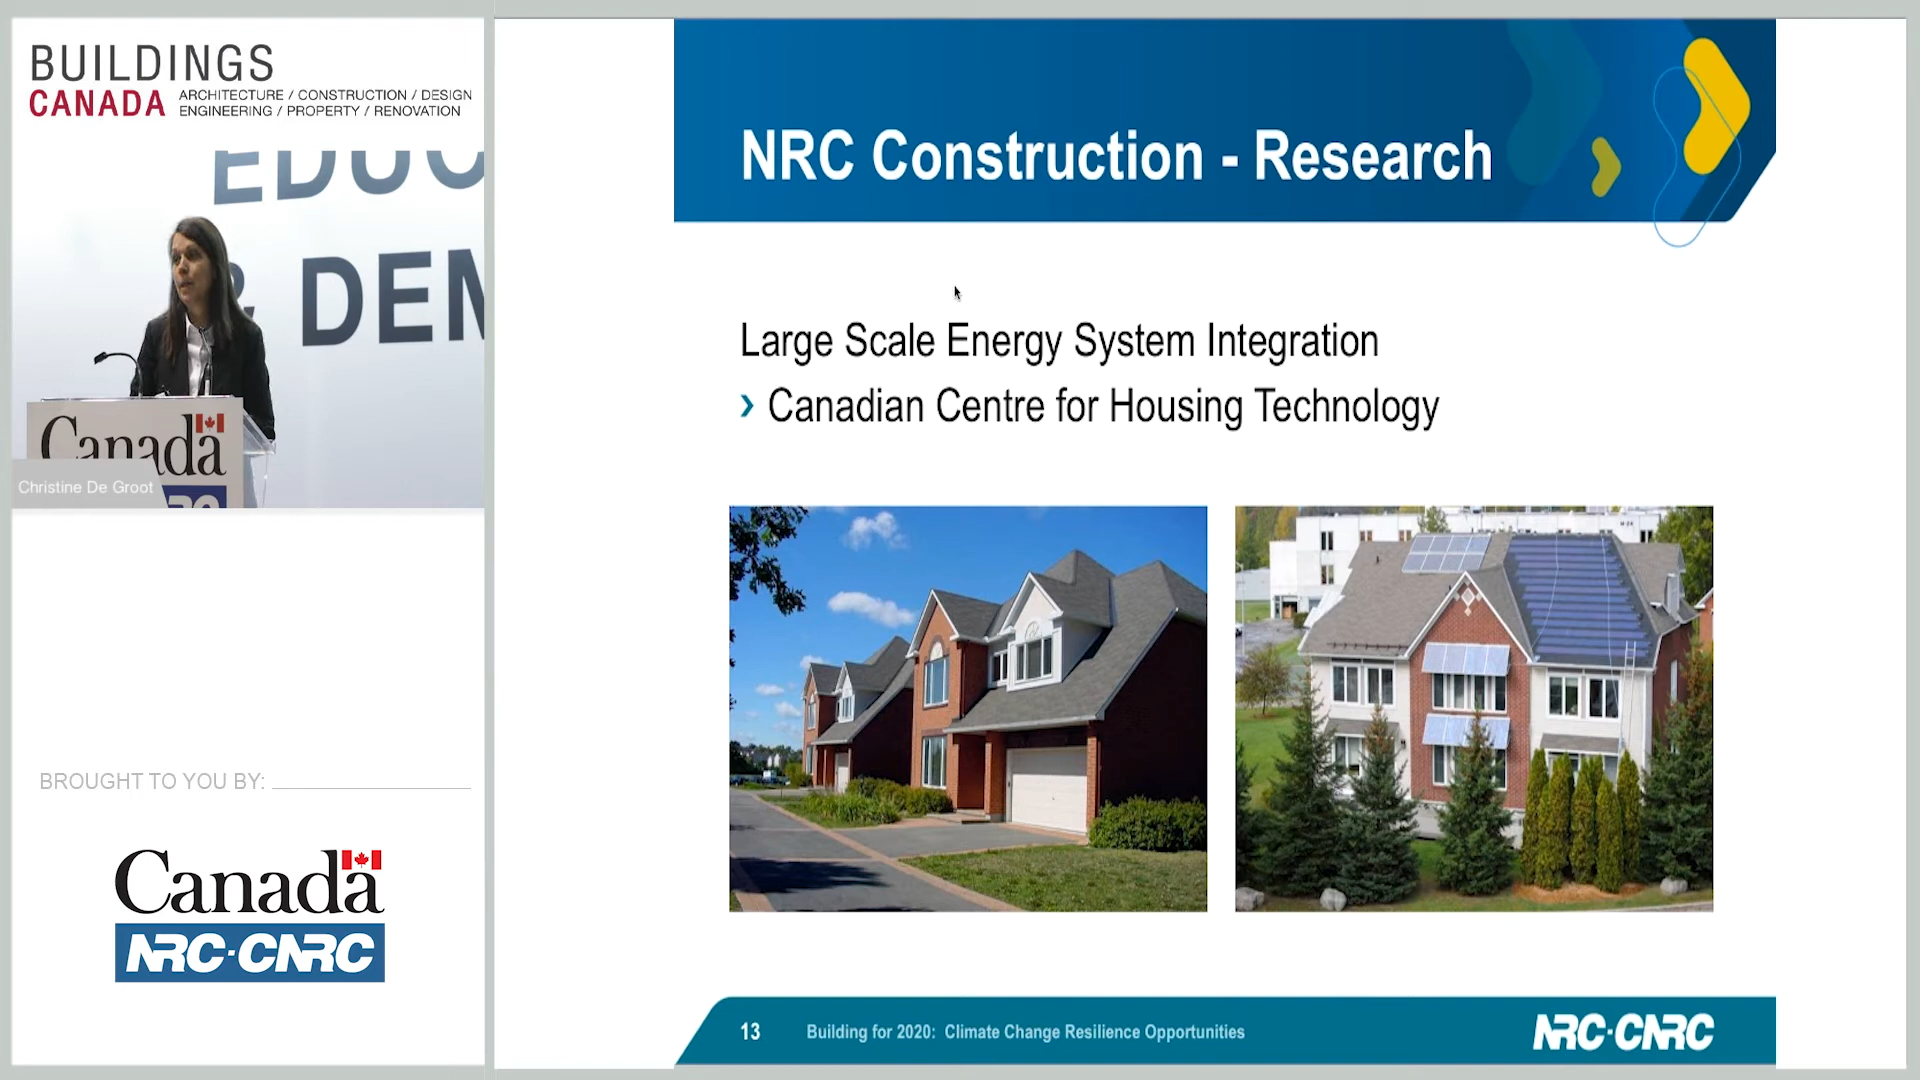 BUILDINGS
CANADA
ARCHITECTURE / CONSTRUCTION / DESIGN
ENGINEERING / PROPERTY / RENOVATION
& DEM
Canada
Christine De Groot
BROUGHT TO YOU BY:
Canada
NRC·CNRC
NRC Construction - Research
Large Scale Energy System Integration
› Canadian Centre for Housing Technology
13
Building for 2020: Climate Change Resilience Opportunities
NRC·CNRC